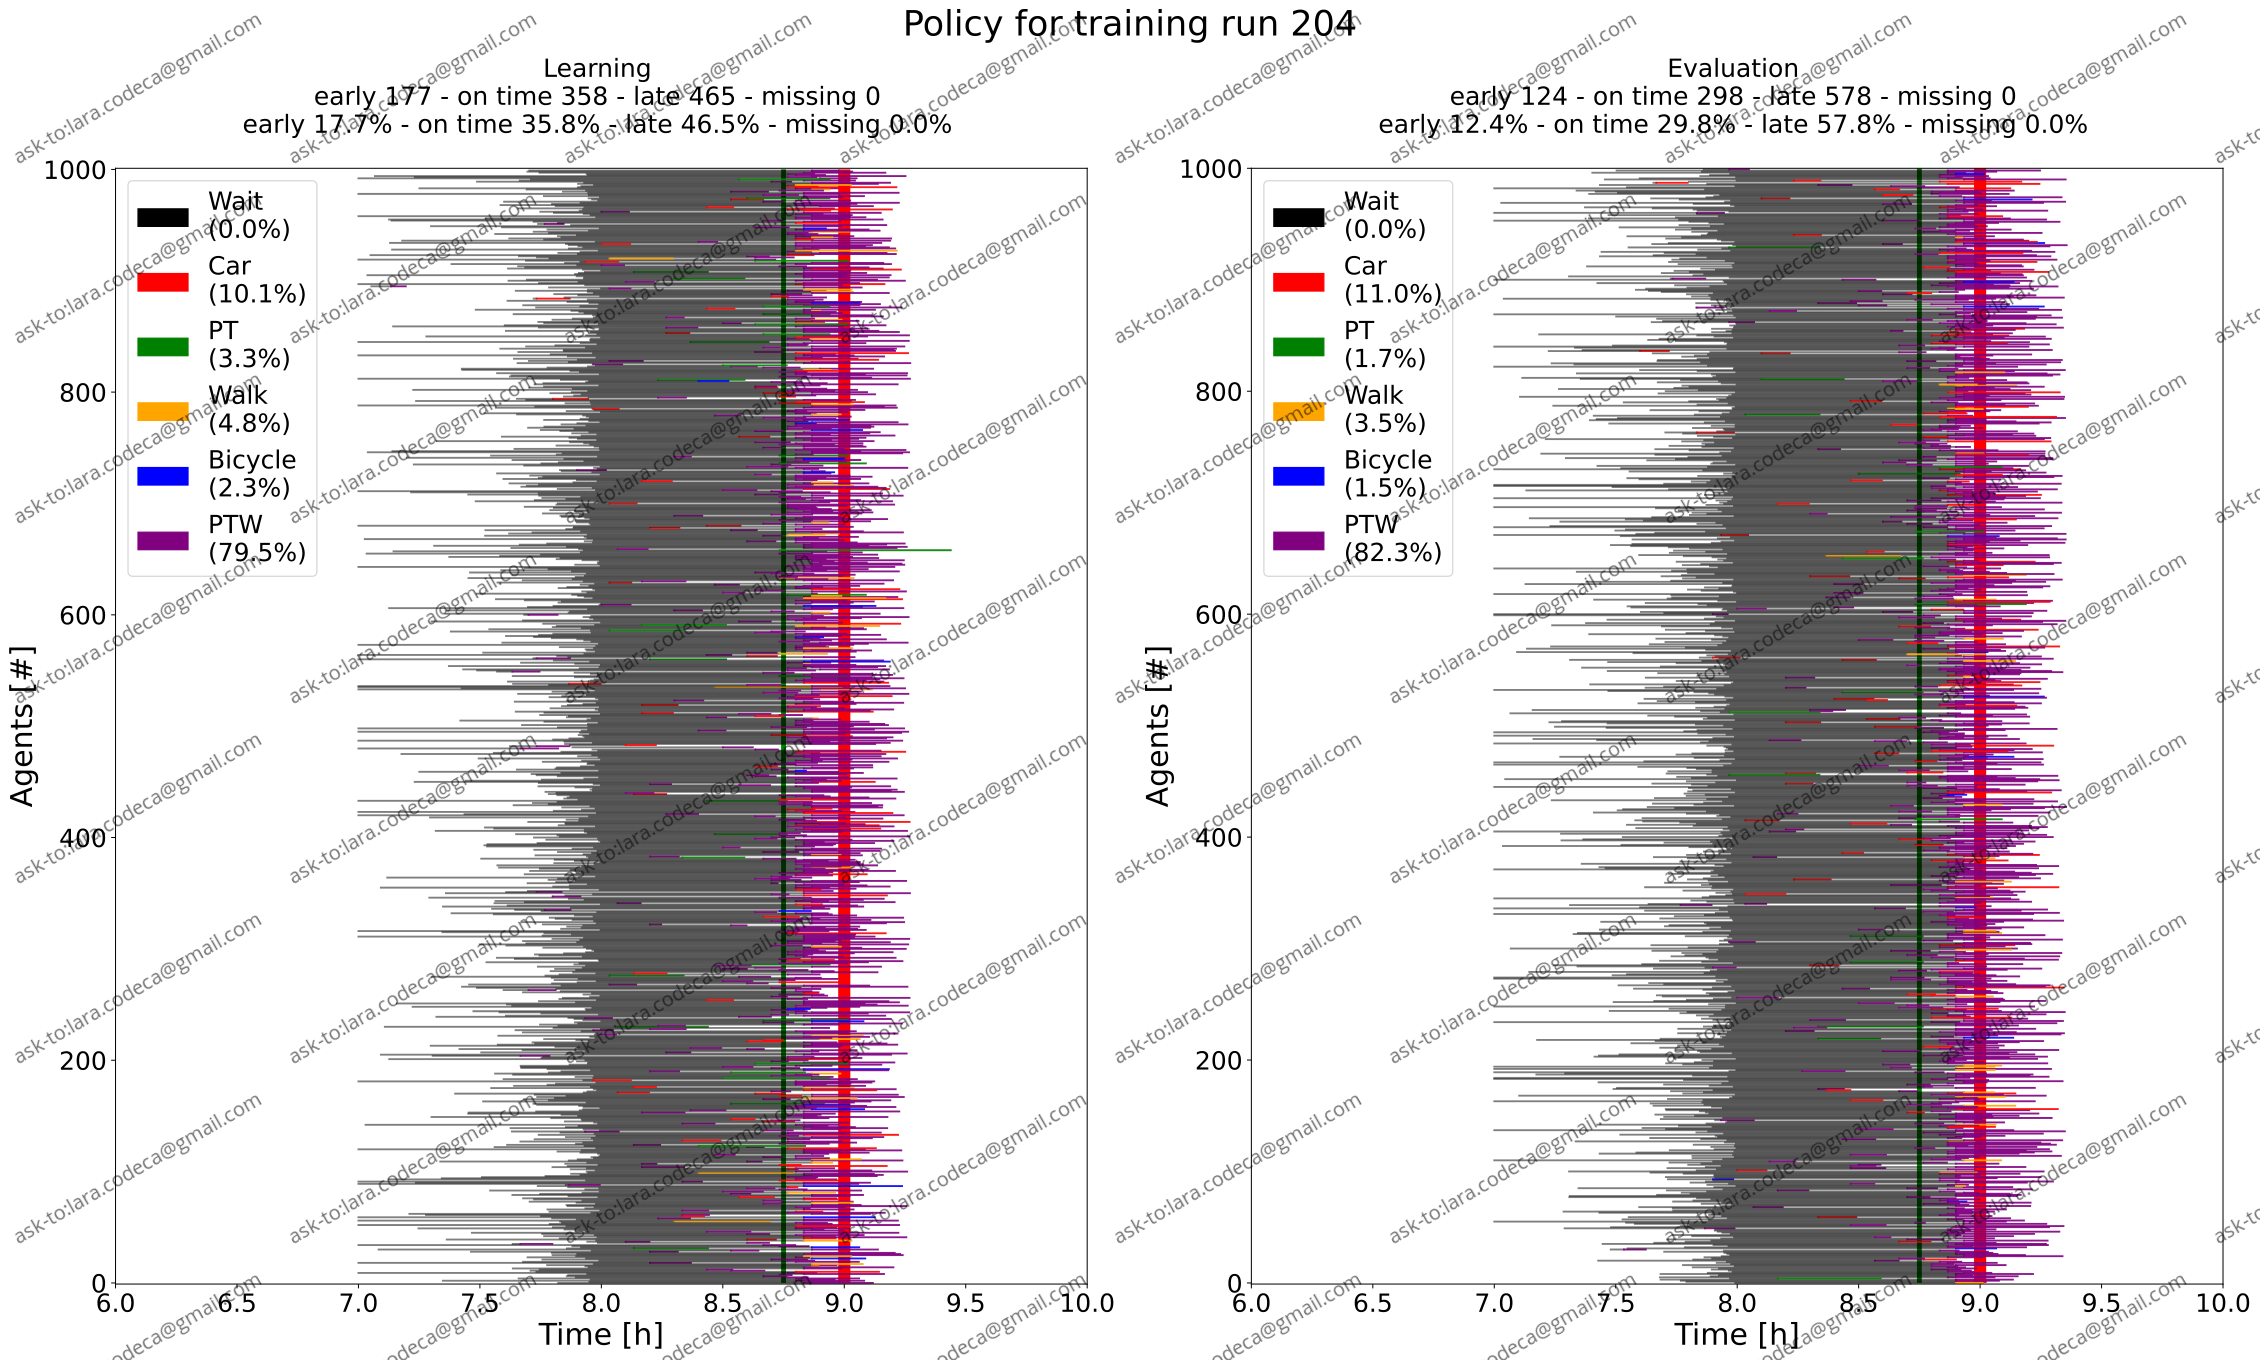 Policy for training run 204
Learning
early 177 - on time 358 - late 465 - missing 0
early 17.7% - on time 35.8% - late 46.5% - missing 0.0%
Wait
(0.0%)
Car
(10.1%)
PT
(3.3%)
Walk
(4.8%)
Bicycle
(2.3%)
PTW
(79.5%)
Agents [#]
1000
800
600
400
200
0
6.0 6.5 7.0 7.5 8.0 8.5 9.0 9.5 10.0
Time [h]
Evaluation
early 124 - on time 298 - late 578 - missing 0
early 12.4% - on time 29.8% - late 57.8% - missing 0.0%
Wait
(0.0%)
Car
(11.0%)
PT
(1.7%)
Walk
(3.5%)
Bicycle
(1.5%)
PTW
(82.3%)
Agents [#]
1000
800
600
400
200
0
6.0 6.5 7.0 7.5 8.0 8.5 9.0 9.5 10.0
Time [h]
ask-to:lara.codeca@gmail.com